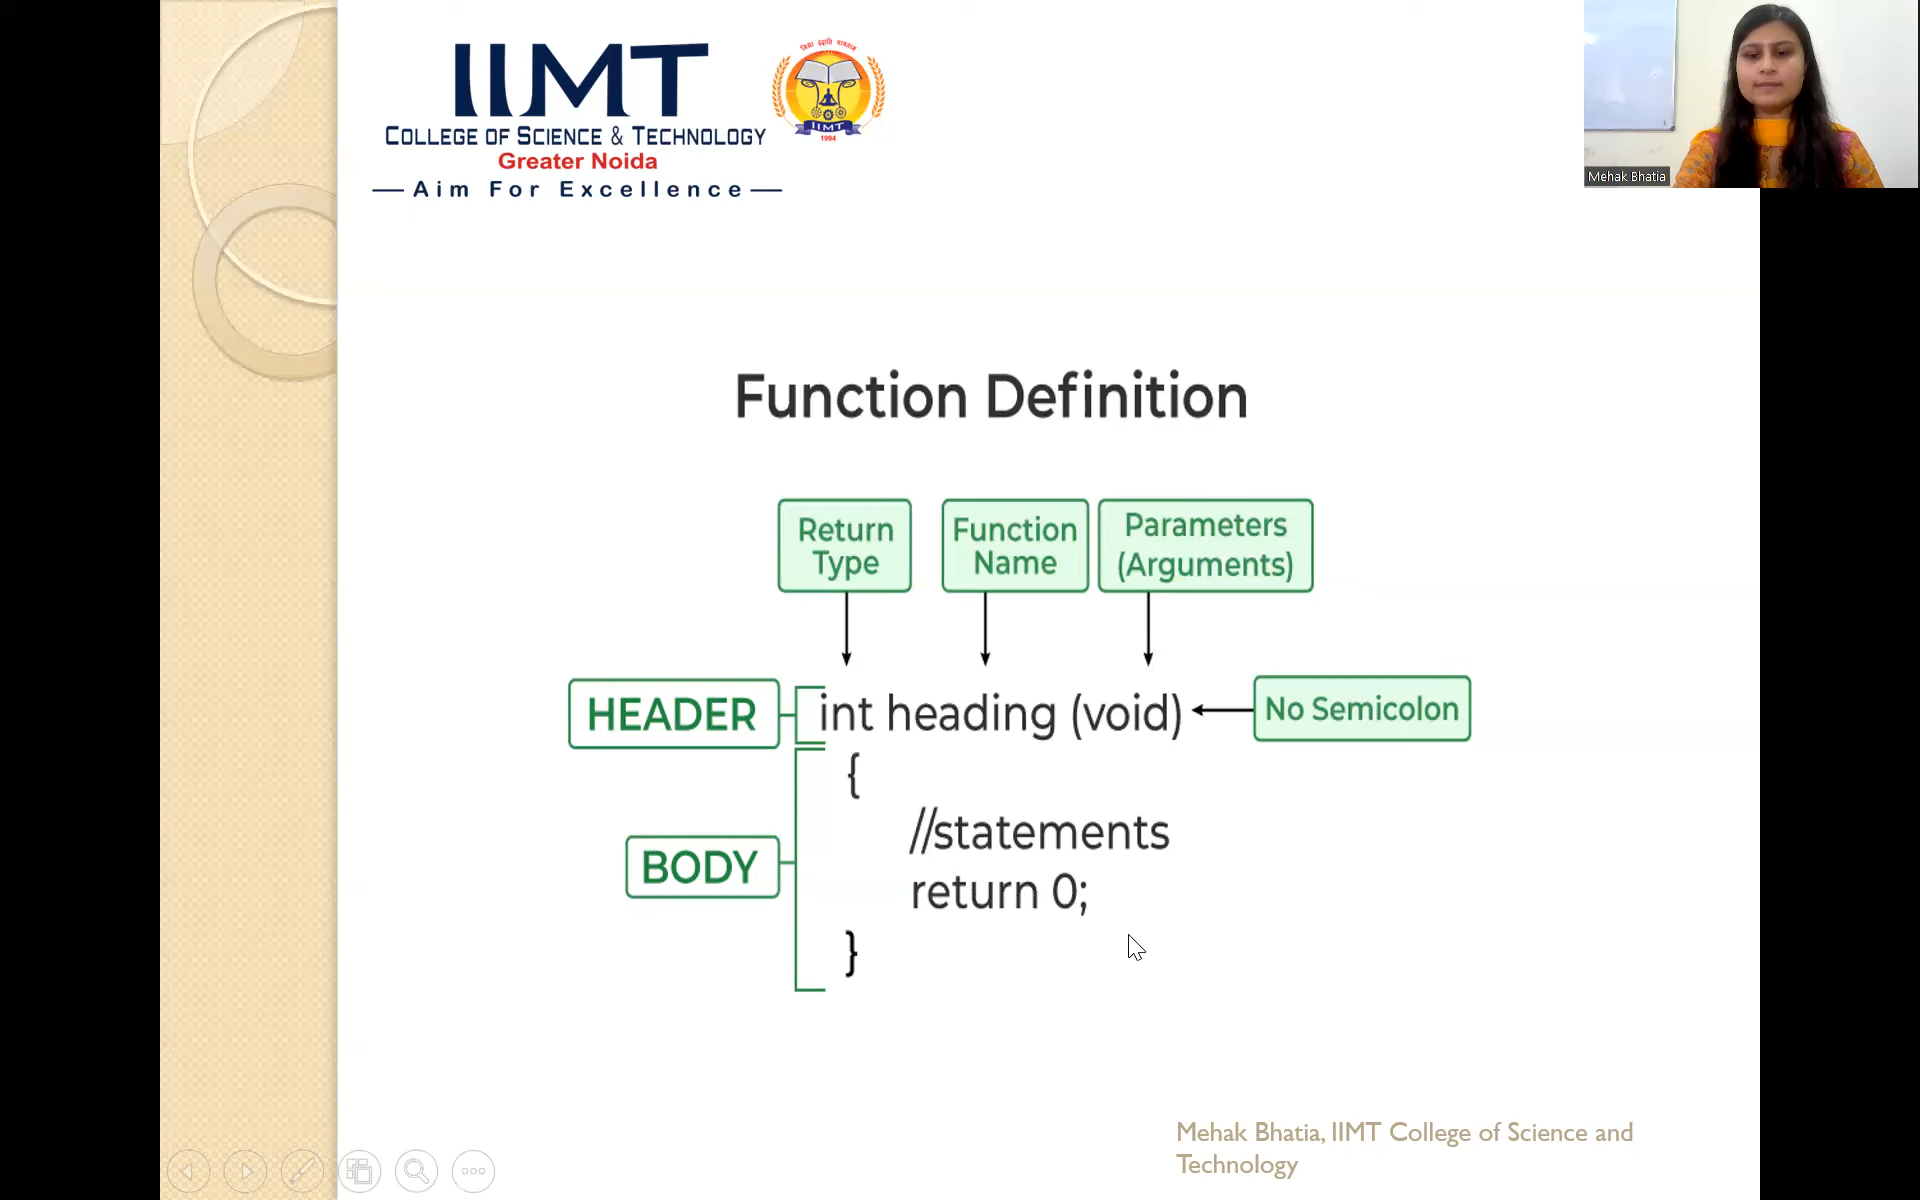 IIMT
COLLEGE OF SCIENCE & TECHNOLOGY
Greater Noida
Aim For Excellence
IIMT
1994
Mehak Bhatia
Function Definition
Return
Type
Function
Name
Parameters
(Arguments)
HEADER
int heading (void)
No Semicolon
{
//statements
BODY
return 0;
}
Mehak Bhatia, IIMT College of Science and
Technology